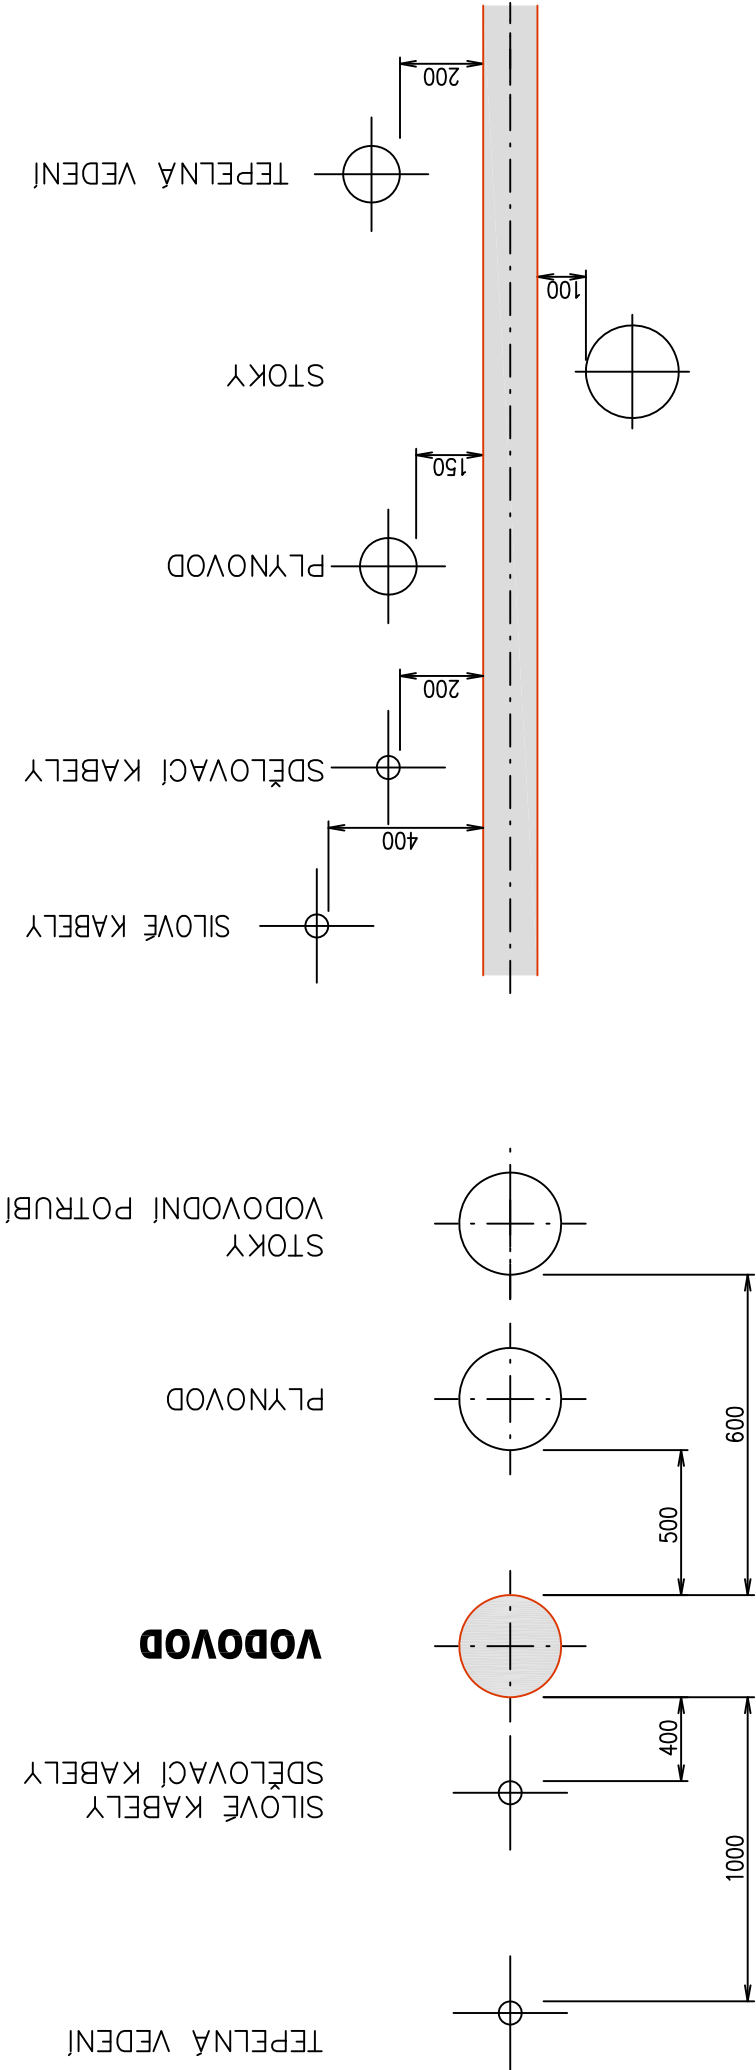 TEPELNÁ VEDENÍ
1000
SILOVÉ KABELY
SDĚLOVACÍ KABELY
400
VODOVOD
500
600
PLYNOVOD
STOKY
VODOVODNÍ POTRUBÍ
SILOVÉ KABELY
400
SDĚLOVACÍ KABELY
200
PLYNOVOD
150
STOKY
100
TEPELNÁ VEDENÍ
200